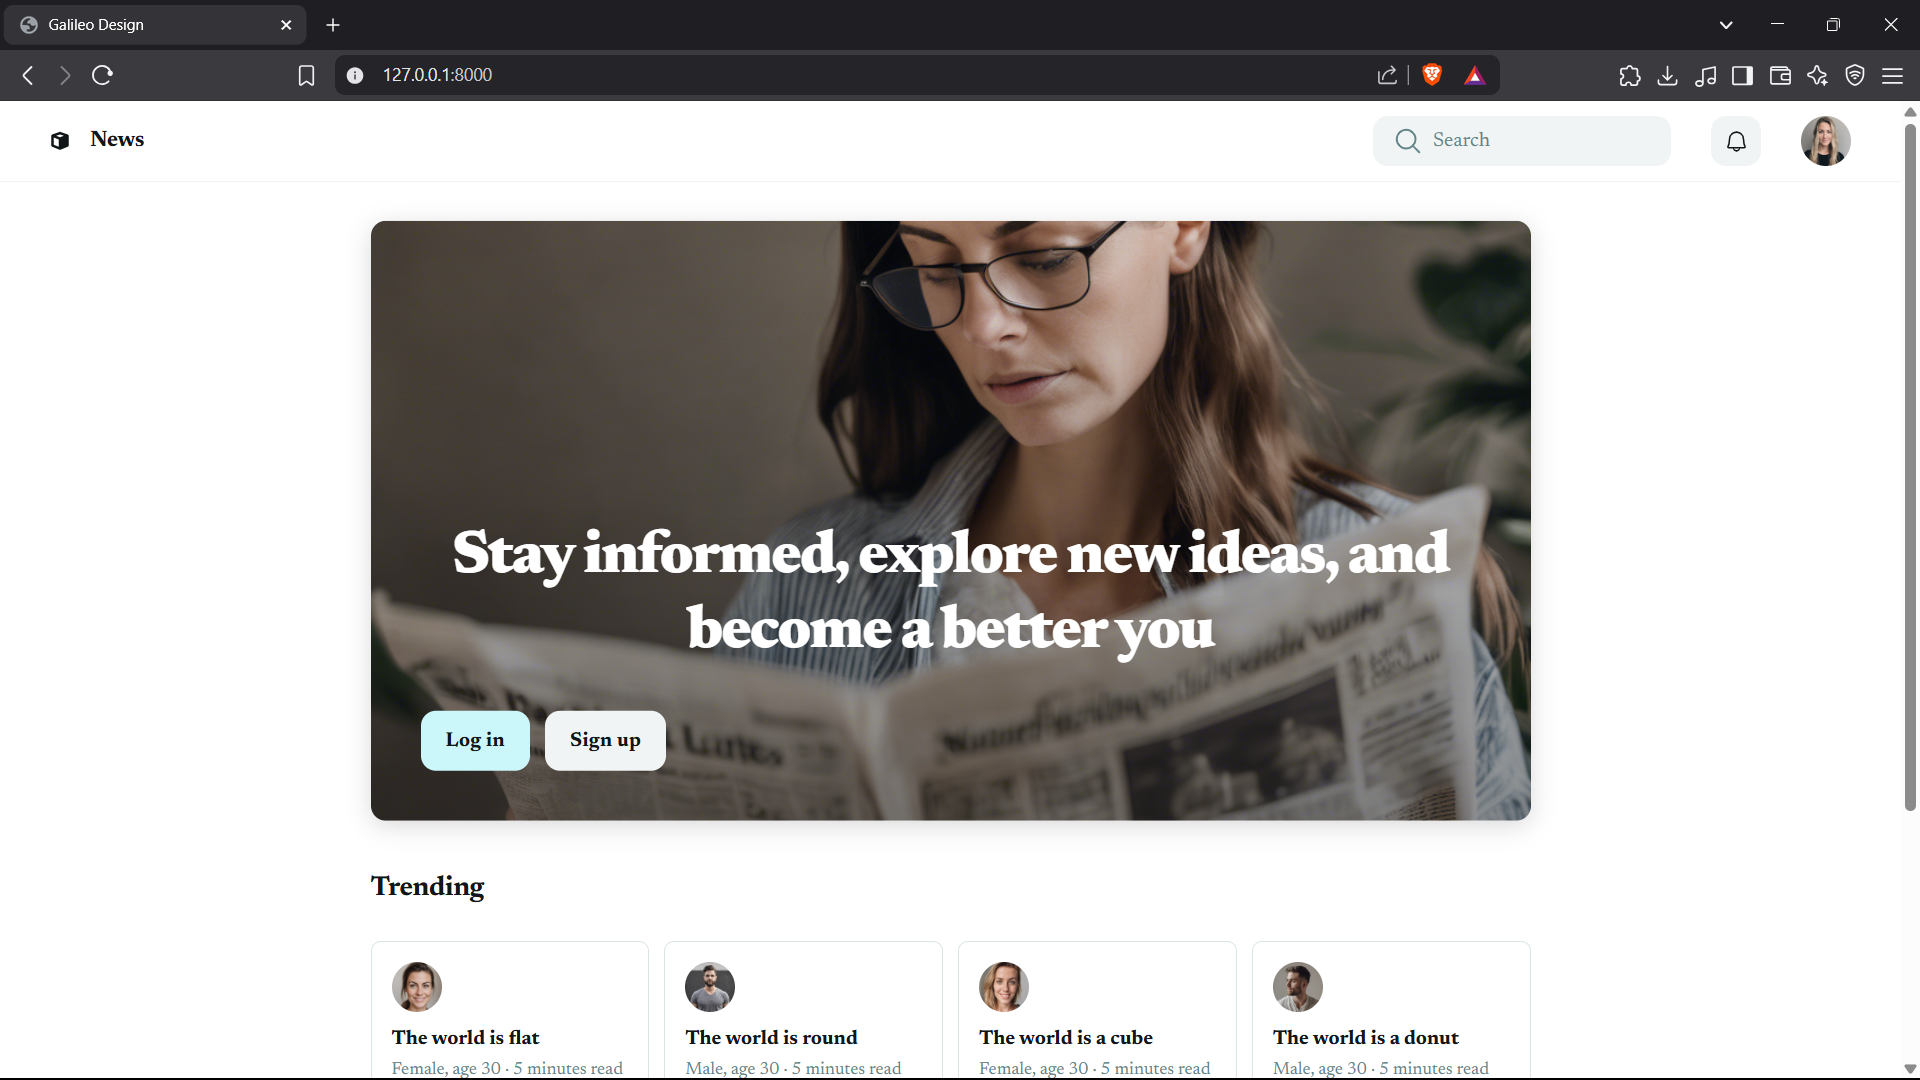 Galileo Design
127.0.0.1:8000
News
Search
Stay informed, explore new ideas, and
become a better you
Log in
Sign up
Trending
The world is flat
Female, age 30 · 5 minutes read
The world is round
Male, age 30 · 5 minutes read
The world is a cube
Female, age 30 · 5 minutes read
The world is a donut
Male, age 30 · 5 minutes read